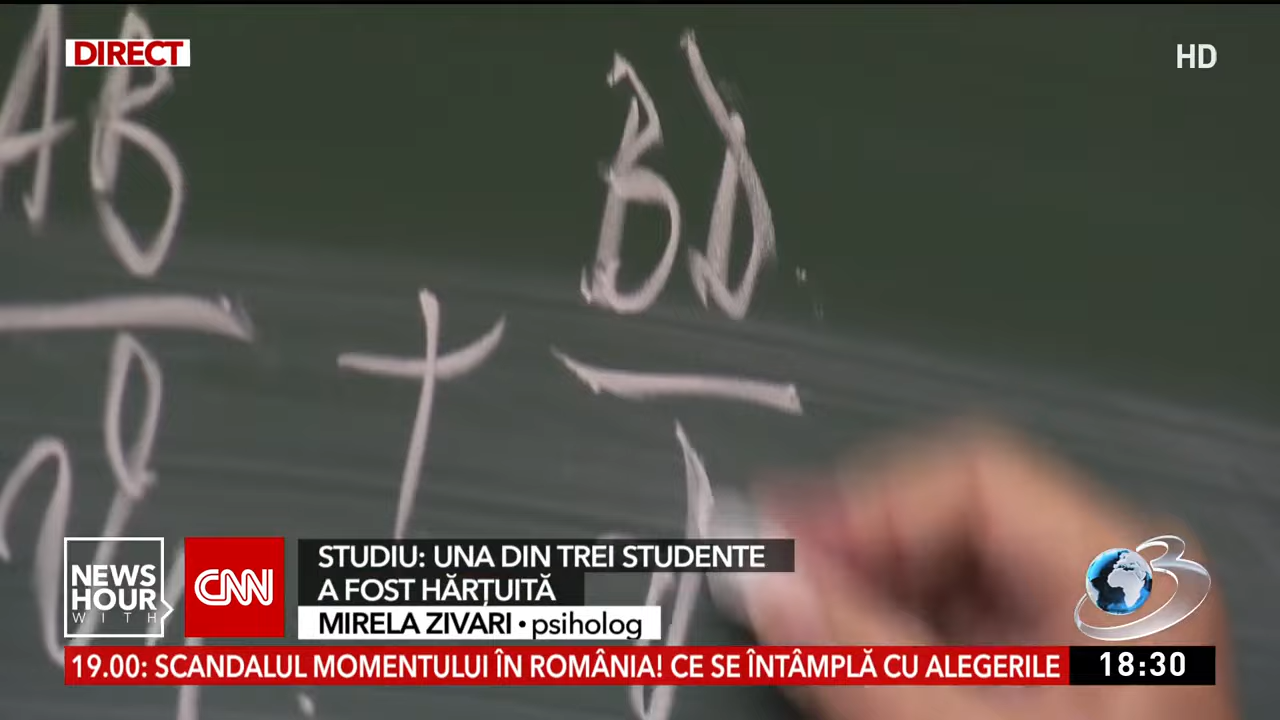 DIRECT
HD
AB
BD
+
NEWS
HOUR
WITH
CNN
STUDIU: UNA DIN TREI STUDENTE
A FOST HĂRȚUITĂ
MIRELA ZIVARI • psiholog
3
19.00: SCANDALUL MOMENTULUI ÎN ROMÂNIA! CE SE ÎNTÂMPLĂ CU ALEGERILE
18:30